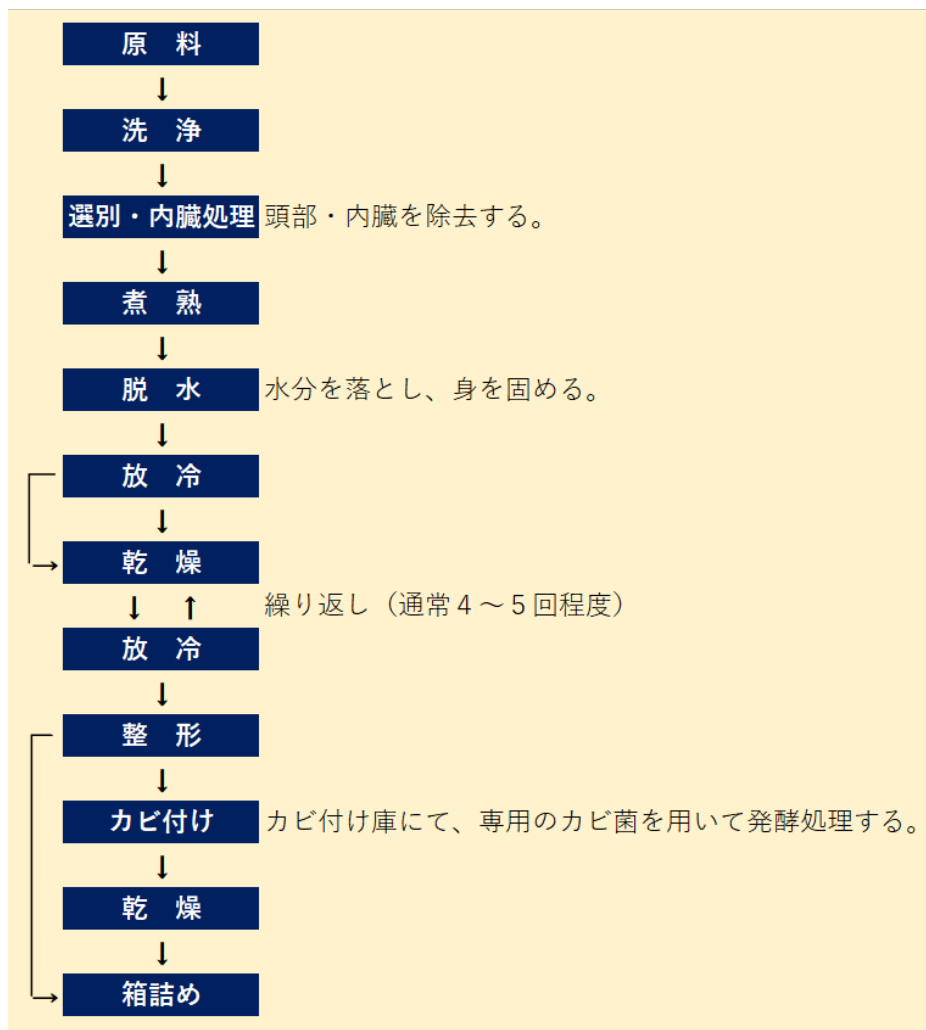 原 料
↓
洗 浄
↓
選別・内臓処理 頭部・内臓を除去する。
↓
煮 熟
↓
脱 水 水分を落とし、身を固める。
↓
放 冷
↓
→ 乾 燥
↓ ↑ 繰り返し（通常４～５回程度）
放 冷
↓
整 形
↓
カビ付け カビ付け庫にて、専用のカビ菌を用いて発酵処理する。
↓
乾 燥
↓
→ 箱詰め